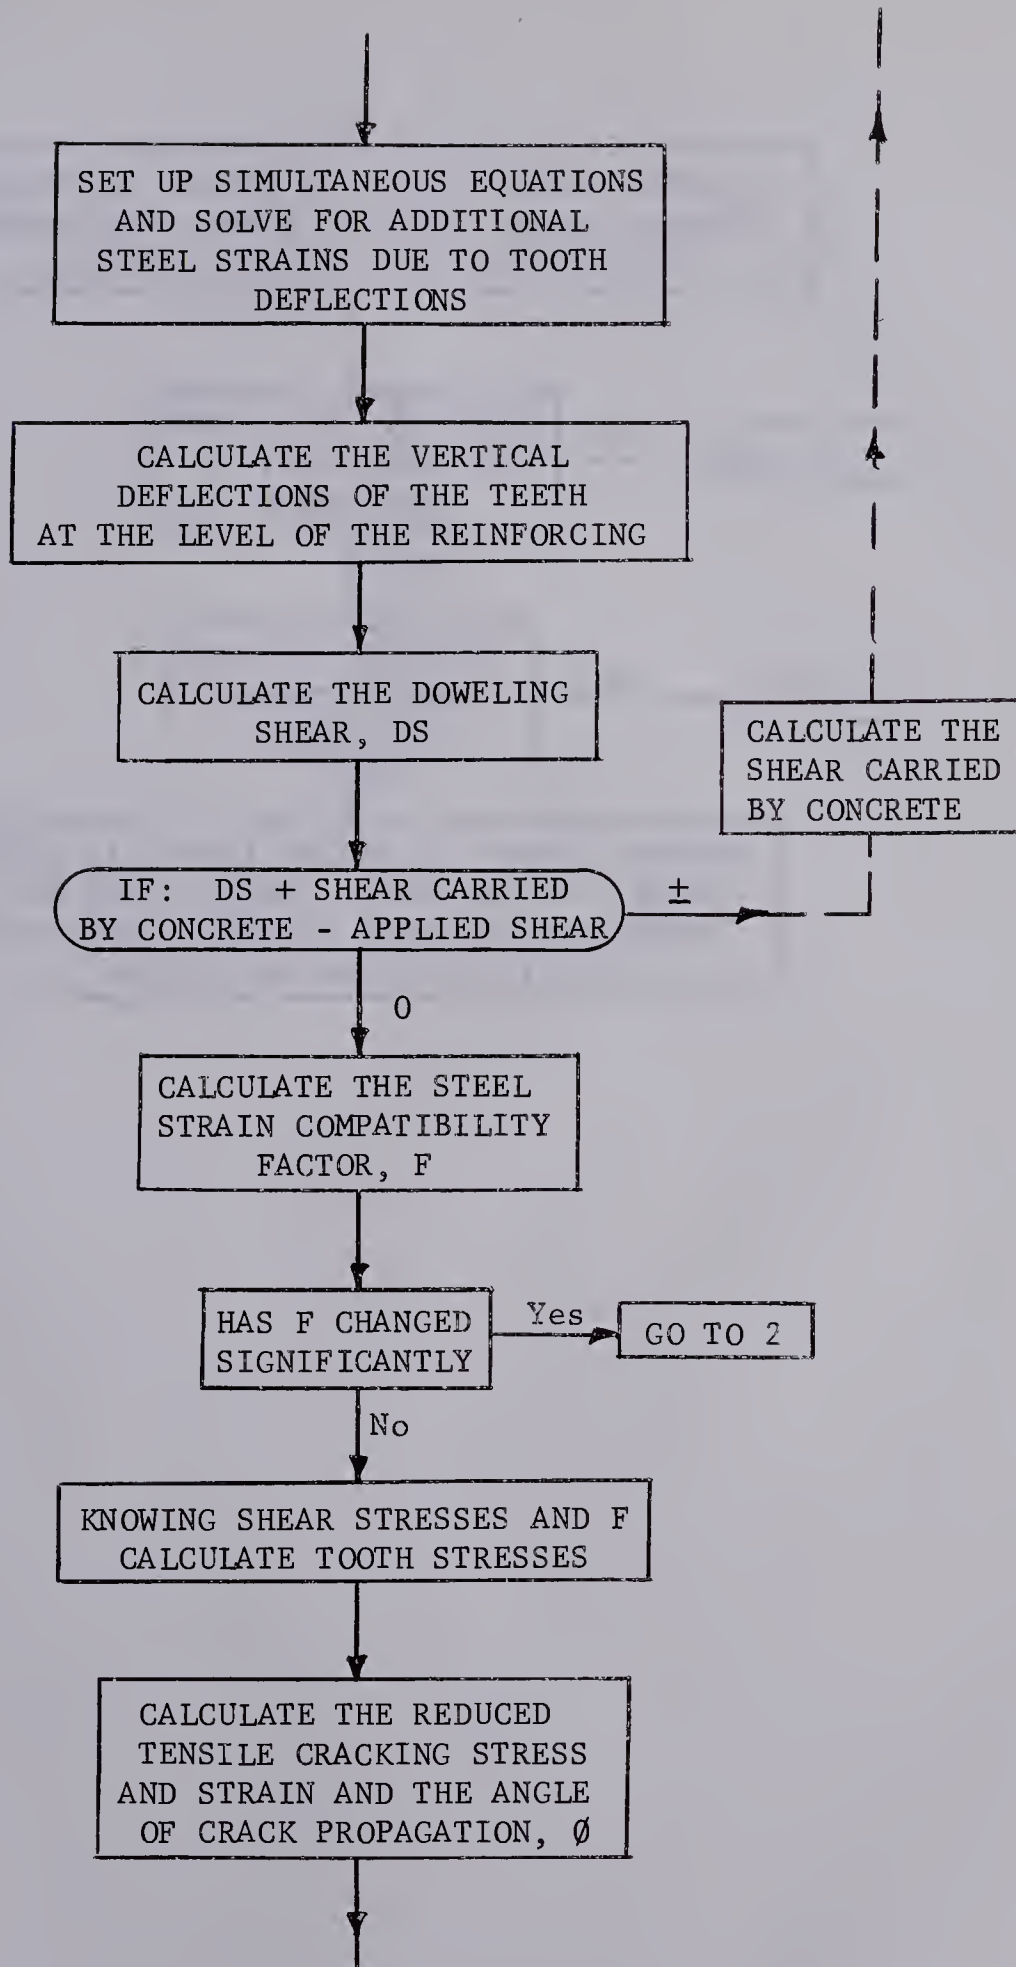 SET UP SIMULTANEOUS EQUATIONS
AND SOLVE FOR ADDITIONAL
STEEL STRAINS DUE TO TOOTH
DEFLECTIONS
CALCULATE THE VERTICAL
DEFLECTIONS OF THE TEETH
AT THE LEVEL OF THE REINFORCING
CALCULATE THE DOWELING
SHEAR, DS
CALCULATE THE
SHEAR CARRIED
BY CONCRETE
IF: DS + SHEAR CARRIED
BY CONCRETE - APPLIED SHEAR
±
0
CALCULATE THE STEEL
STRAIN COMPATIBILITY
FACTOR, F
HAS F CHANGED
SIGNIFICANTLY
Yes
GO TO 2
No
KNOWING SHEAR STRESSES AND F
CALCULATE TOOTH STRESSES
CALCULATE THE REDUCED
TENSILE CRACKING STRESS
AND STRAIN AND THE ANGLE
OF CRACK PROPAGATION, Ø